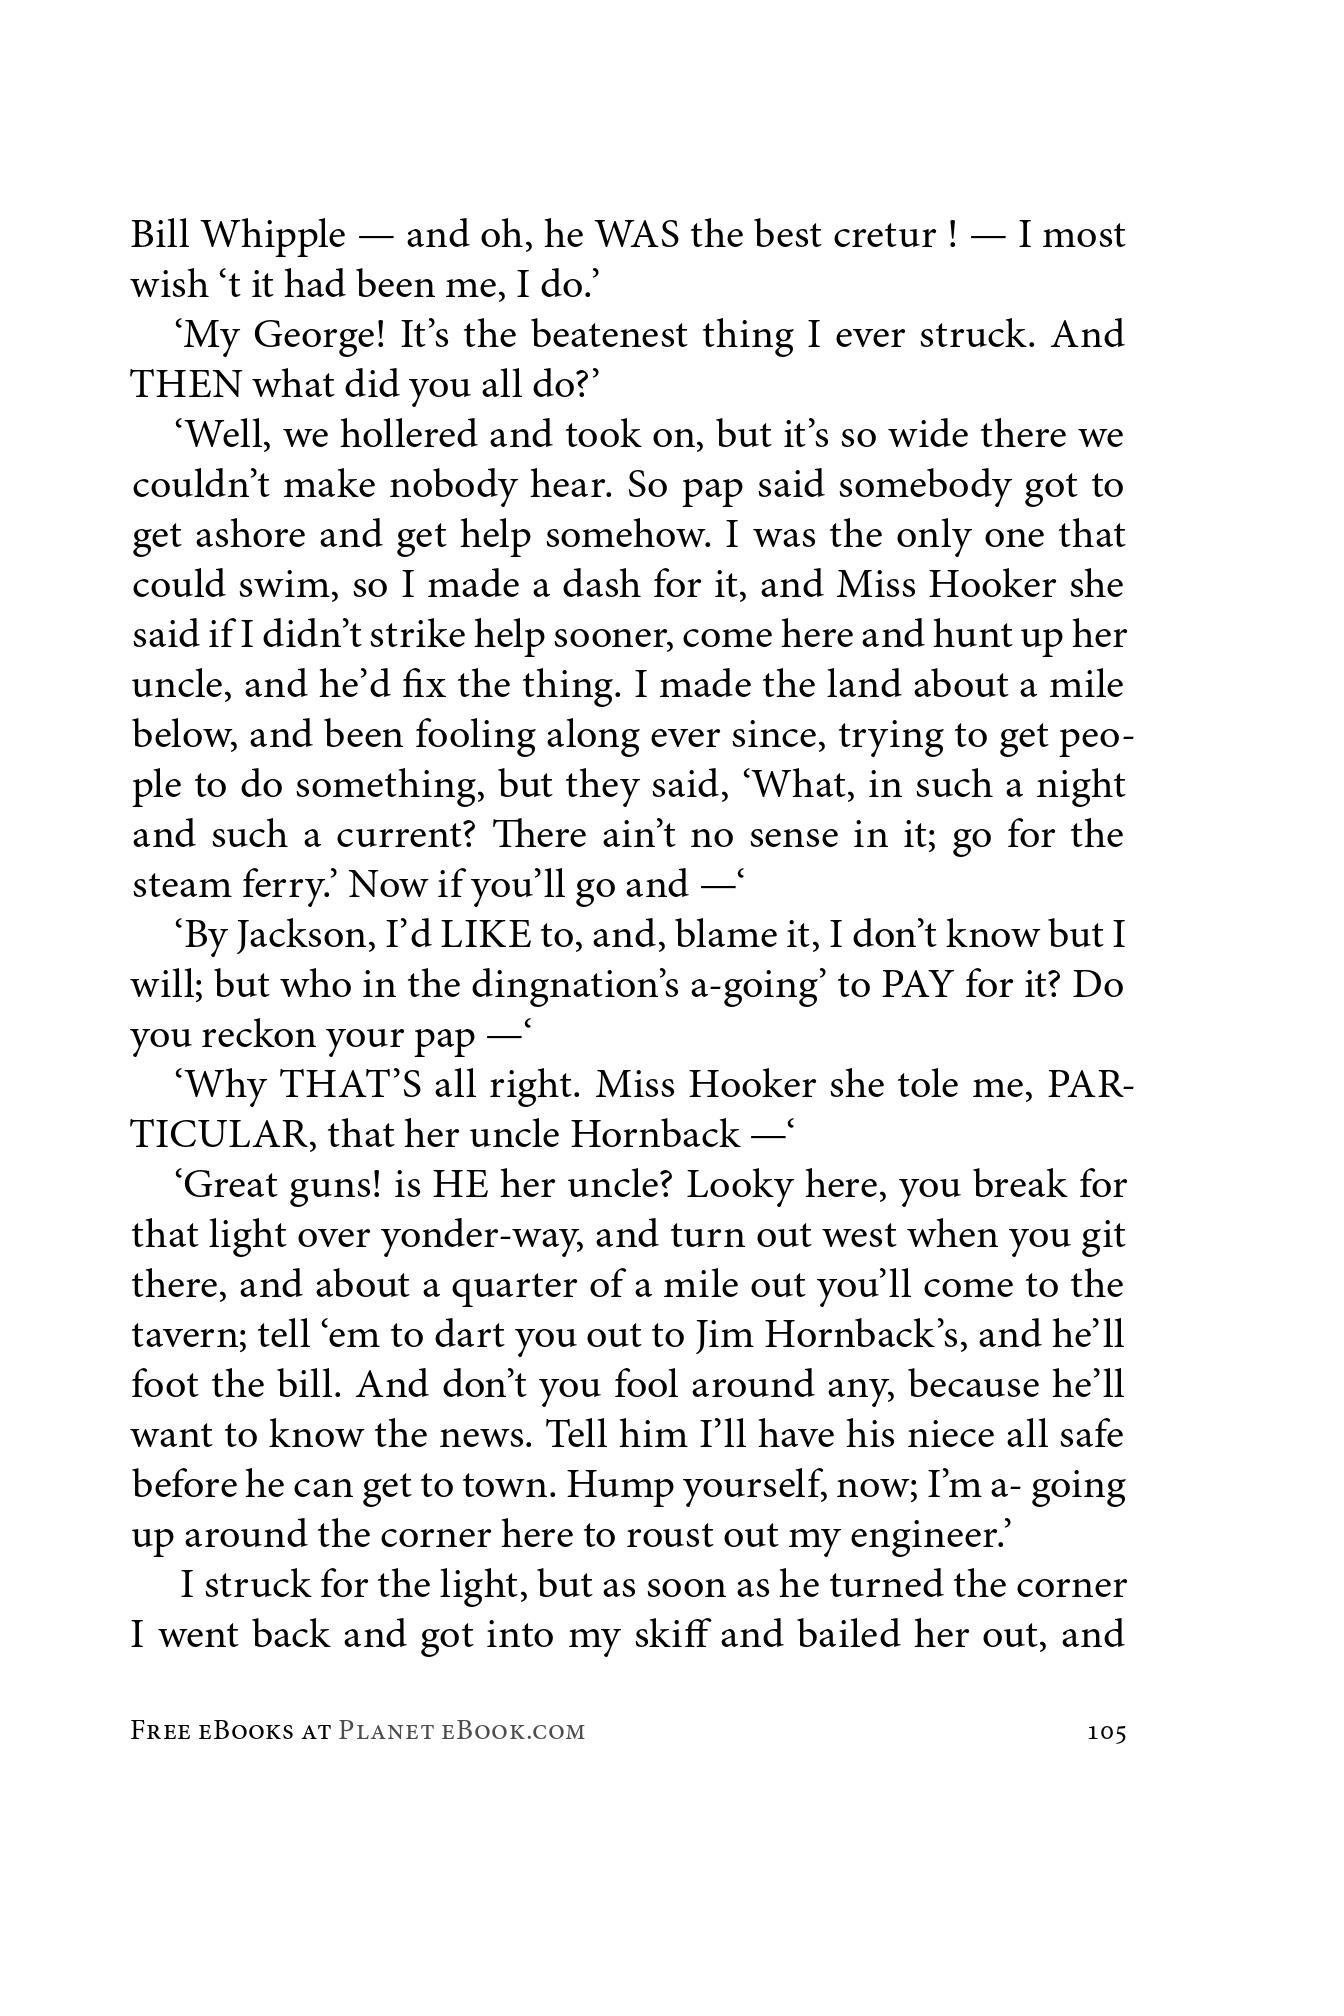 Bill Whipple — and oh, he WAS the best cretur ! — I most
wish ‘t it had been me, I do.’
‘My George! It’s the beatenest thing I ever struck. And
THEN what did you all do?’
‘Well, we hollered and took on, but it’s so wide there we
couldn’t make nobody hear. So pap said somebody got to
get ashore and get help somehow. I was the only one that
could swim, so I made a dash for it, and Miss Hooker she
said if I didn’t strike help sooner, come here and hunt up her
uncle, and he’d fix the thing. I made the land about a mile
below, and been fooling along ever since, trying to get peo-
ple to do something, but they said, ‘What, in such a night
and such a current? There ain’t no sense in it; go for the
steam ferry.’ Now if you’ll go and —‘
‘By Jackson, I’d LIKE to, and, blame it, I don’t know but I
will; but who in the dingnation’s a-going’ to PAY for it? Do
you reckon your pap —‘
‘Why THAT’S all right. Miss Hooker she tole me, PAR-
TICULAR, that her uncle Hornback —‘
‘Great guns! is HE her uncle? Looky here, you break for
that light over yonder-way, and turn out west when you git
there, and about a quarter of a mile out you’ll come to the
tavern; tell ‘em to dart you out to Jim Hornback’s, and he’ll
foot the bill. And don’t you fool around any, because he’ll
want to know the news. Tell him I’ll have his niece all safe
before he can get to town. Hump yourself, now; I’m a- going
up around the corner here to roust out my engineer.’
I struck for the light, but as soon as he turned the corner
I went back and got into my skiff and bailed her out, and
Free eBooks at Planet eBook.com 105